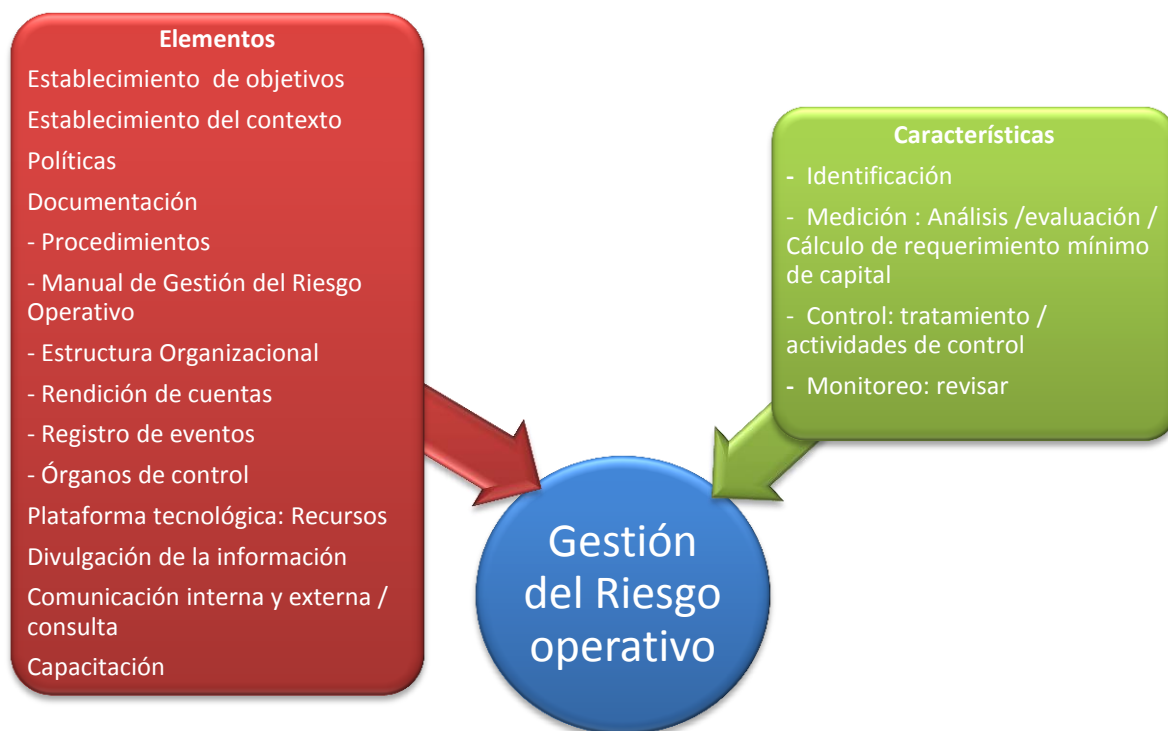 Elementos
Establecimiento de objetivos
Establecimiento del contexto
Políticas
Documentación
- Procedimientos
- Manual de Gestión del Riesgo
Operativo
- Estructura Organizacional
- Rendición de cuentas
- Registro de eventos
- Órganos de control
Plataforma tecnológica: Recursos
Divulgación de la información
Comunicación interna y externa /
consulta
Capacitación
Característícas
- Identificación
- Medición : Análisis /evaluación /
Cálculo de requerimiento mínimo
de capital
- Control: tratamiento /
actividades de control
- Monitoreo: revisar
Gestión
del Riesgo
operativo